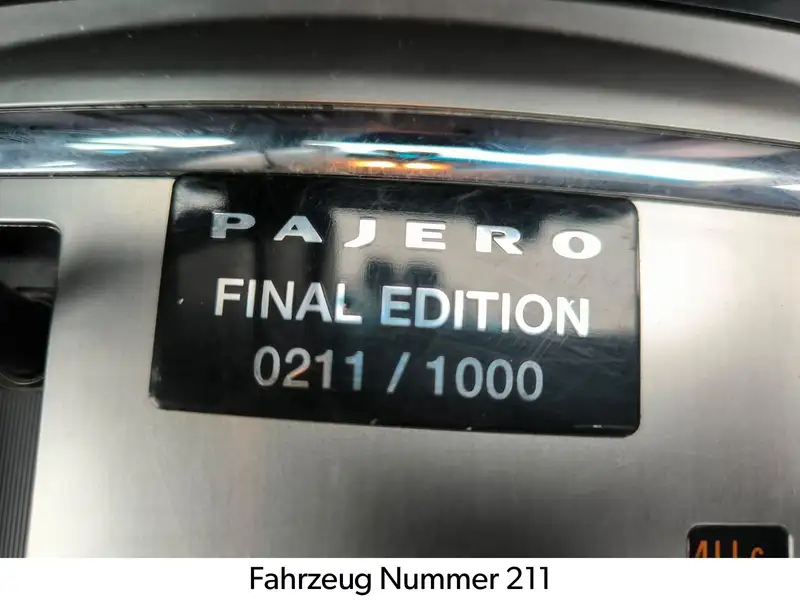 PAJERO
FINAL EDITION
0211 / 1000
Fahrzeug Nummer 211